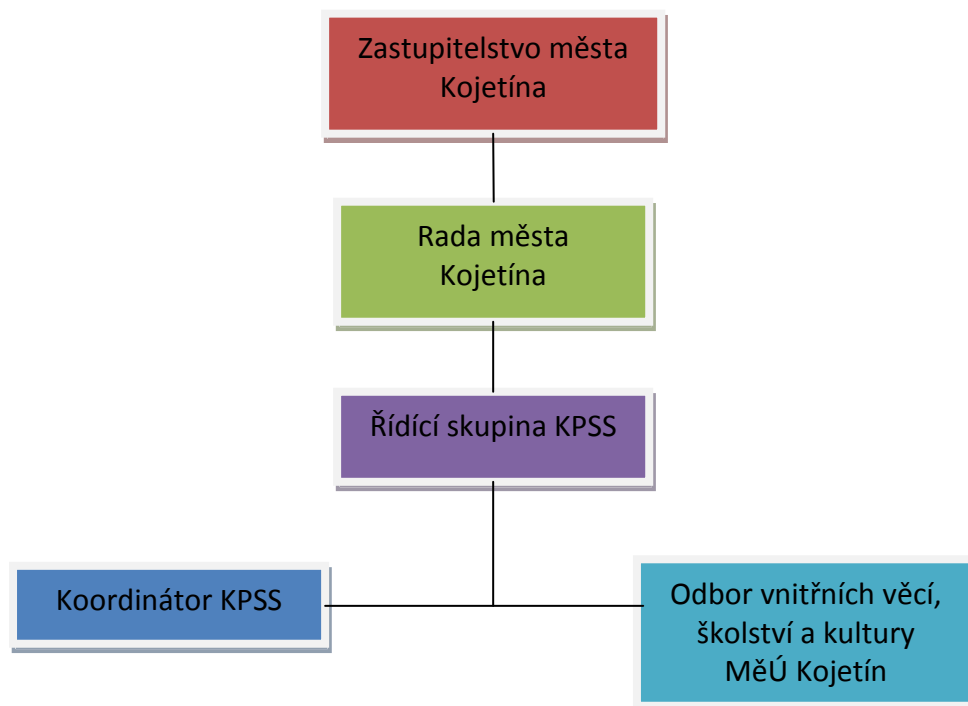 Zastupitelstvo města
Kojetína
Rada města
Kojetína
Řídící skupina KPSS
Koordinátor KPSS
Odbor vnitřních věcí,
školství a kultury
MěÚ Kojetín